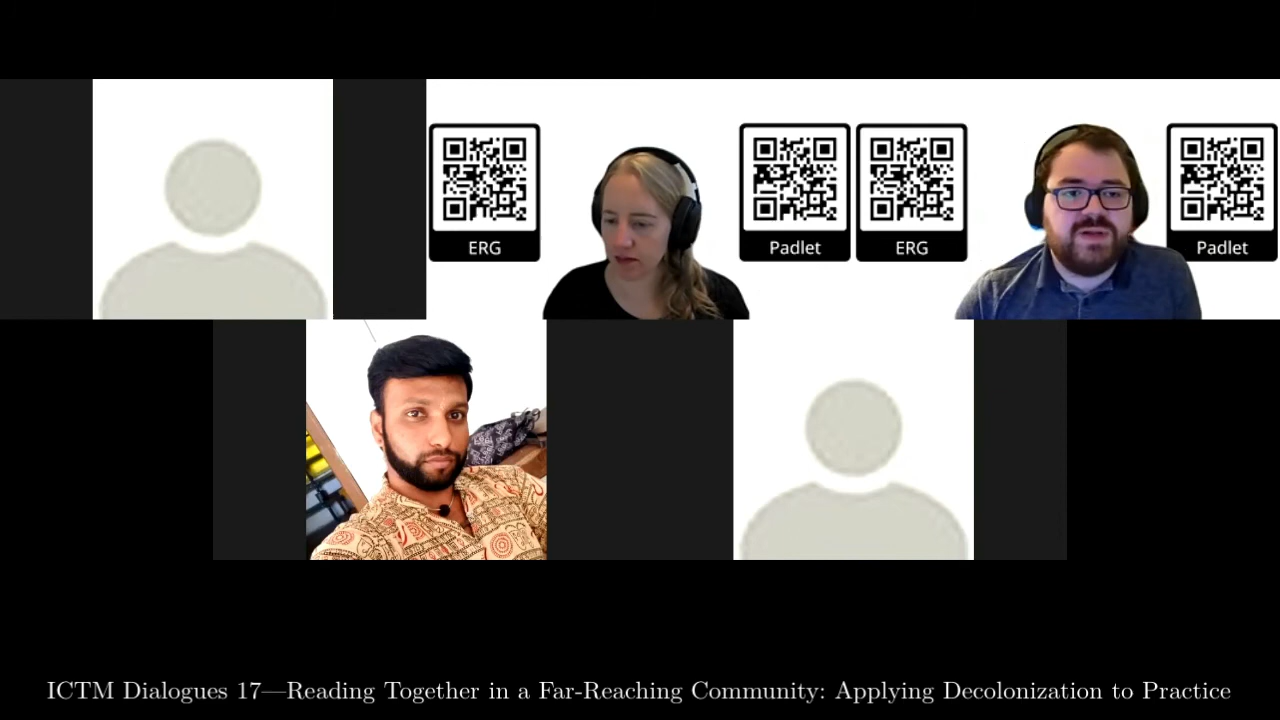 ERG
Padlet
ERG
Padlet
ICTM Dialogues 17—Reading Together in a Far-Reaching Community: Applying Decolonization to Practice